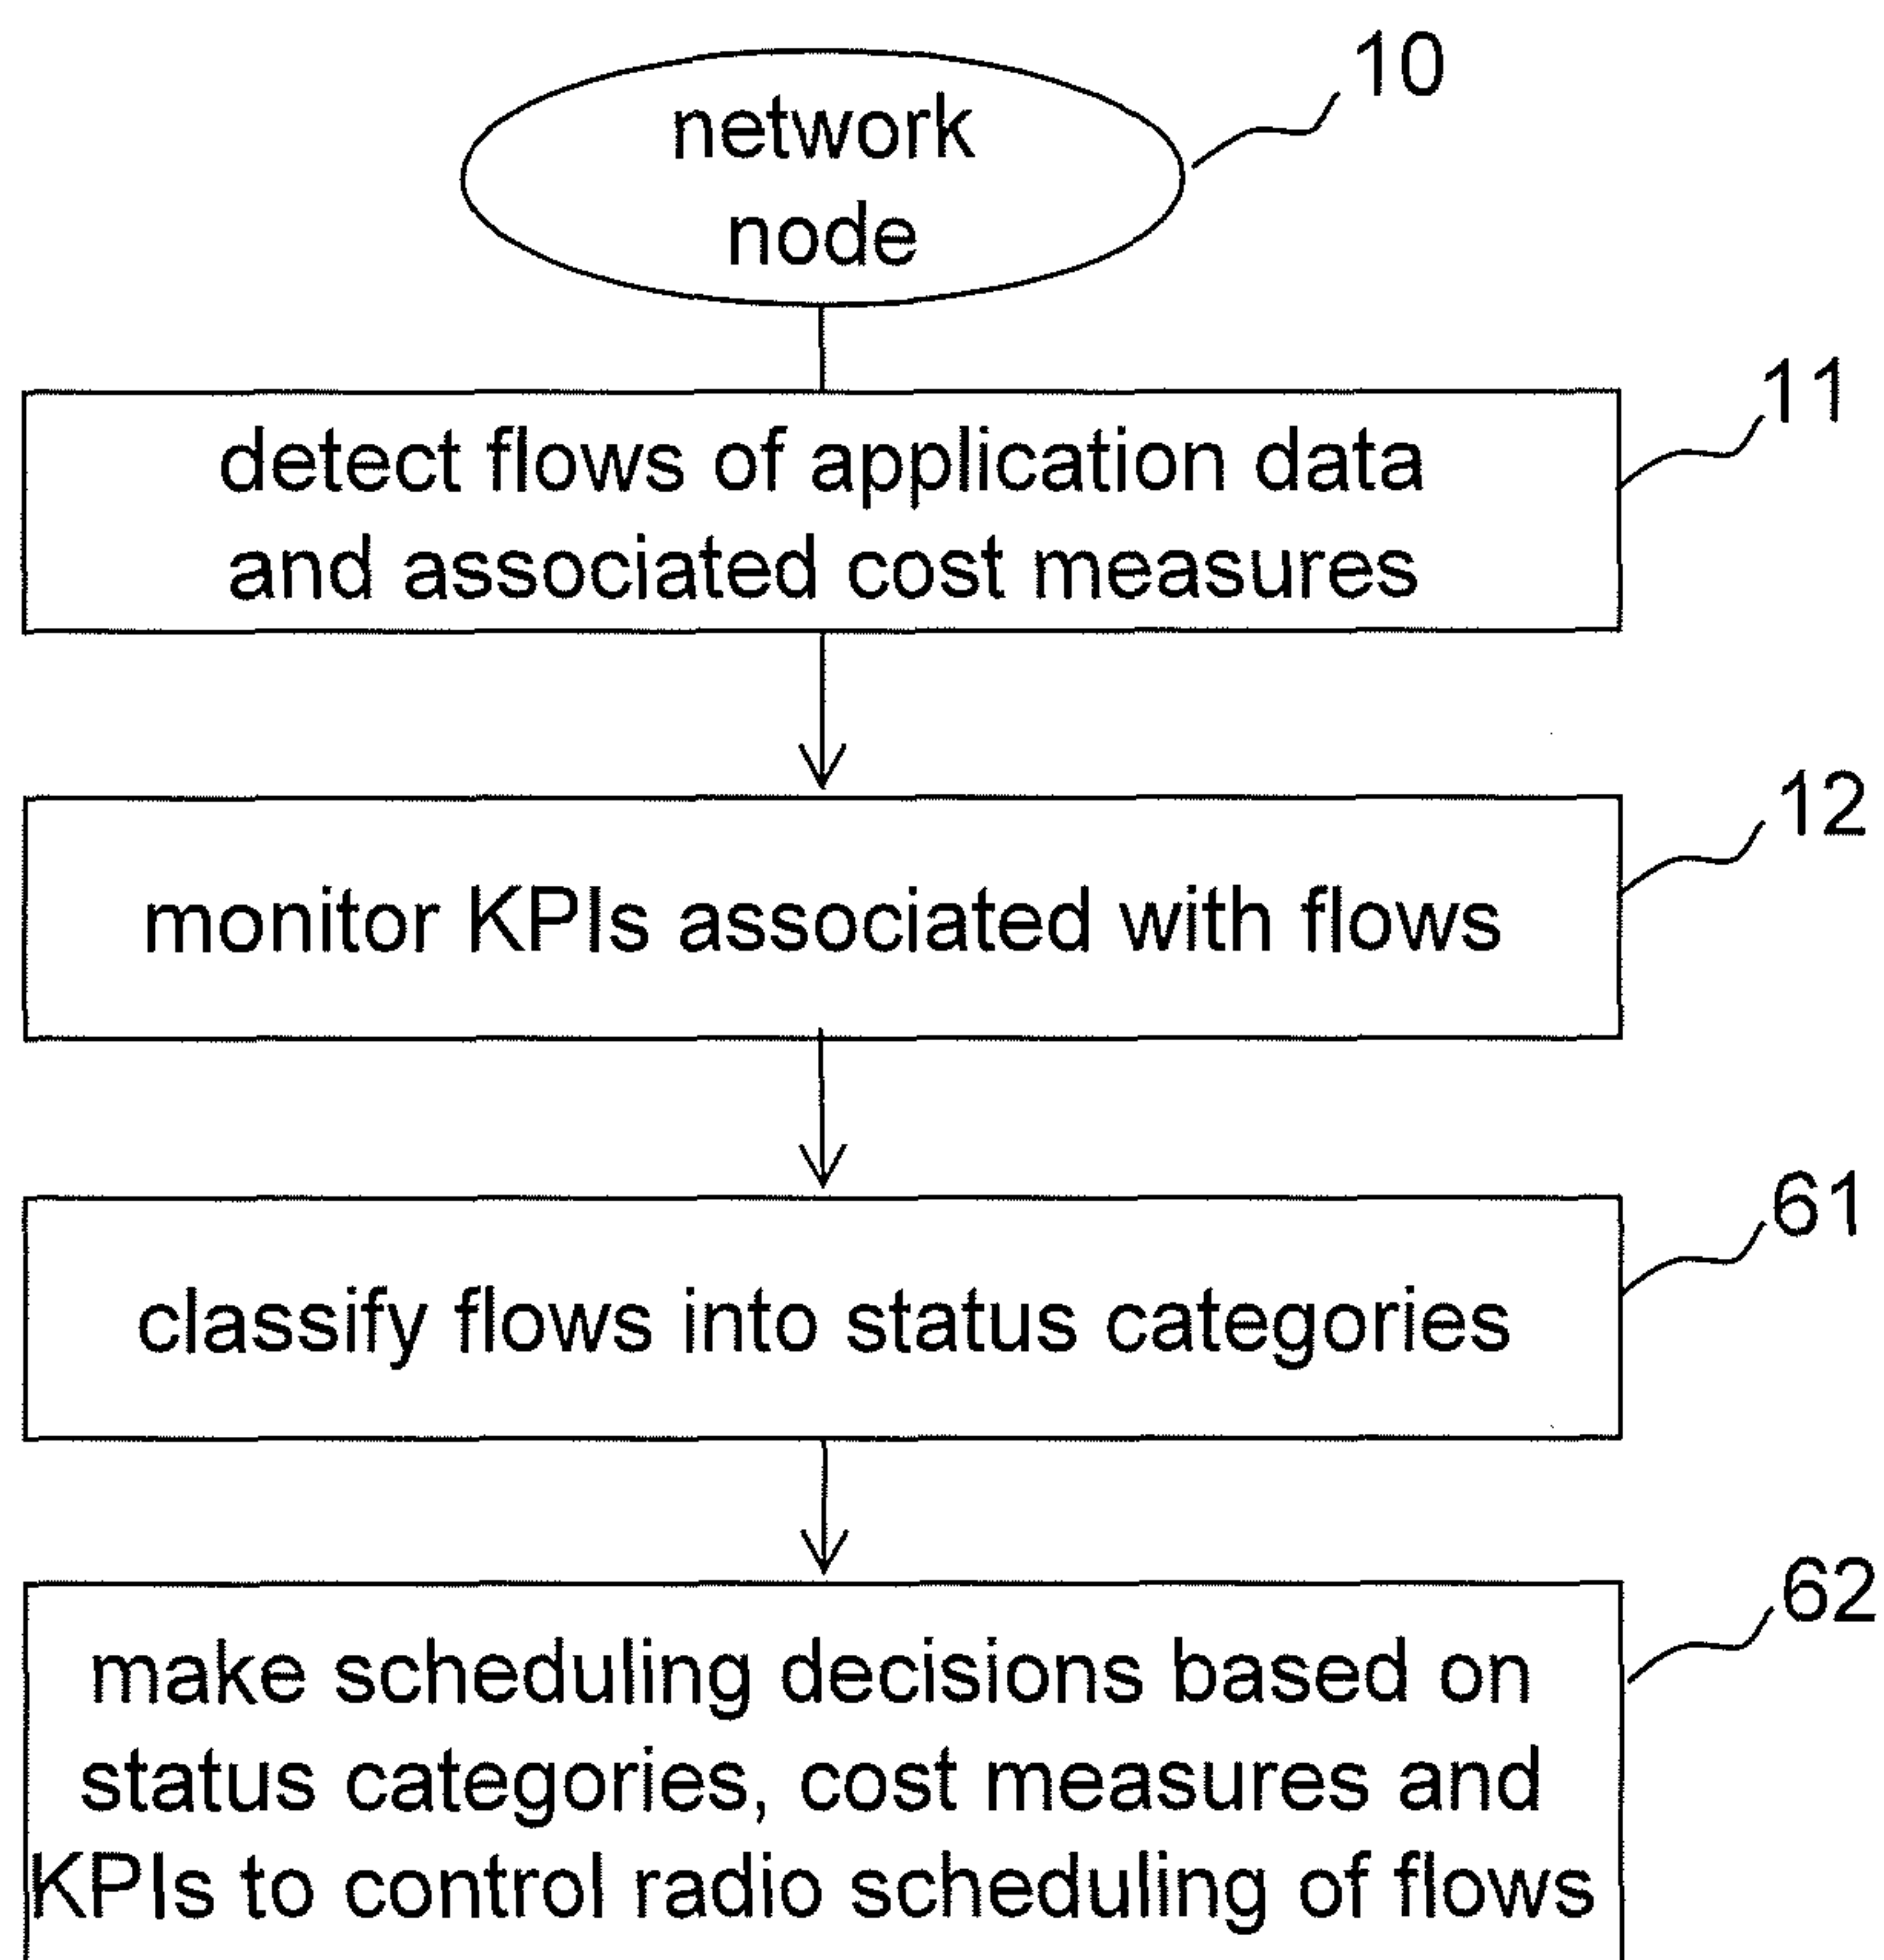 10
network
node
11
detect flows of application data
and associated cost measures
12
monitor KPIs associated with flows
61
classify flows into status categories
62
make scheduling decisions based on
status categories, cost measures and
KPIs to control radio scheduling of flows